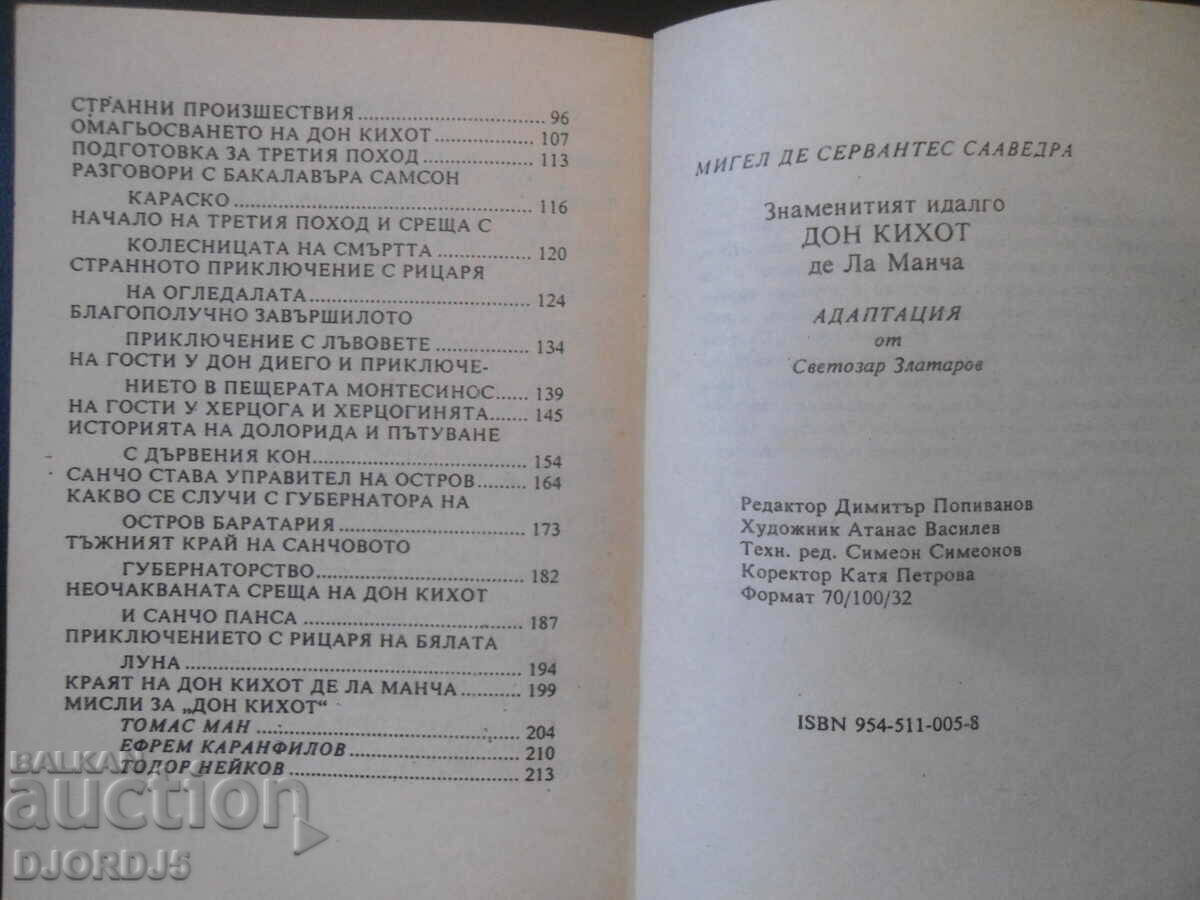 СТРАННИ ПРОИЗШЕСТВИЯ.......................... 96
ОМАГЬОСВАНЕТО НА ДОН КИХОТ............... 107
ПОДГОТОВКА ЗА ТРЕТИЯ ПОХОД................ 113
РАЗГОВОРИ С БАКАЛАВЪРА САМСОН
КАРАСКО............................................ 116
НАЧАЛО НА ТРЕТИЯ ПОХОД И СРЕЩА С
КОЛЕСНИЦАТА НА СМЪРТТА............. 120
СТРАННОТО ПРИКЛЮЧЕНИЕ С РИЦАРЯ
НА ОГЛЕДАЛАТА................................ 124
БЛАГОПОЛУЧНО ЗАВЪРШИЛОТО
ПРИКЛЮЧЕНИЕ С ЛЪВОВЕТЕ............. 134
НА ГОСТИ У ДОН ДИЕГО И ПРИКЛЮЧЕ-
НИЕТО В ПЕЩЕРАТА МОНТЕСИНОС...... 139
НА ГОСТИ У ХЕРЦОГА И ХЕРЦОГИНЯТА....... 145
ИСТОРИЯТА НА ДОЛОРИДА И ПЪТУВАНЕ
С ДЪРВЕНИЯ КОН............................... 154
САНЧО СТАВА УПРАВИТЕЛ НА ОСТРОВ........ 164
КАКВО СЕ СЛУЧИ С ГУБЕРНАТОРА НА
ОСТРОВ БАРАТАРИЯ........................... 173
ТЪЖНИЯТ КРАЙ НА САНЧОВОТО
ГУБЕРНАТОРСТВО.............................. 182
НЕОЧАКВАНАТА СРЕЩА НА ДОН КИХОТ
И САНЧО ПАНСА................................. 187
ПРИКЛЮЧЕНИЕТО С РИЦАРЯ НА БЯЛАТА
ЛУНА................................................. 194
КРАЯТ НА ДОН КИХОТ ДЕ ЛА МАНЧА........... 199
МИСЛИ ЗА „ДОН КИХОТ“
ТОМАС МАН....................................... 204
ЕФРЕМ КАРАНФИЛОВ.......................... 210
ТОДОР НЕЙКОВ................................... 213
МИГЕЛ ДЕ СЕРВАНТЕС СААВЕДРА
Знаменитият идалго
ДОН КИХОТ
де Ла Манча
АДАПТАЦИЯ
от
Светозар Златаров
Редактор Димитър Попиванов
Художник Атанас Василев
Техн. ред. Симеон Симеонов
Коректор Катя Петрова
Формат 70/100/32
ISBN 954-511-005-8
BALKAN
auction
DJORDJ5